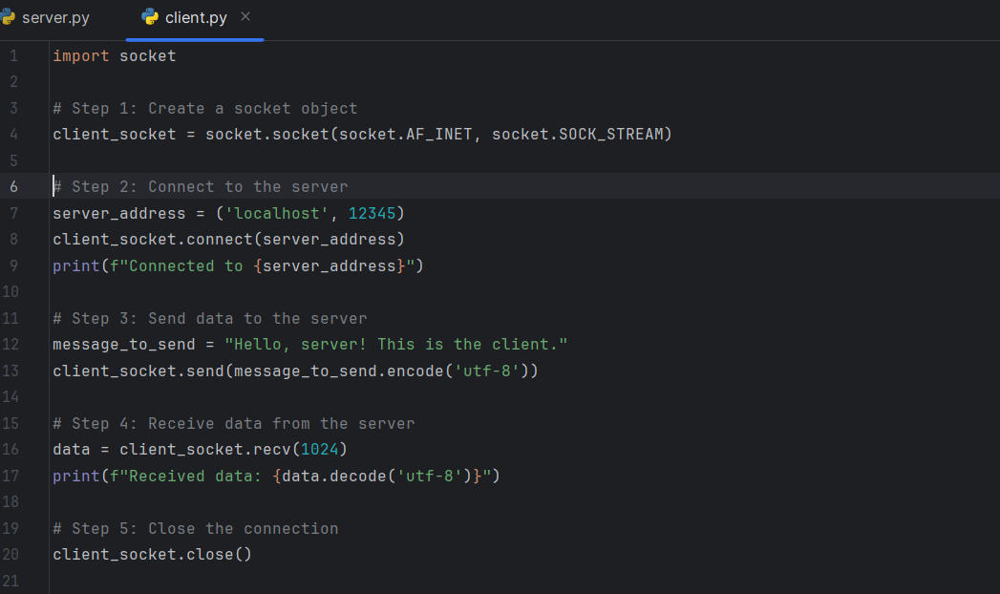 server.py client.py
1 import socket
2
3 # Step 1: Create a socket object
4 client_socket = socket.socket(socket.AF_INET, socket.SOCK_STREAM)
5
6 # Step 2: Connect to the server
7 server_address = ('localhost', 12345)
8 client_socket.connect(server_address)
9 print(f"Connected to {server_address}")
10
11 # Step 3: Send data to the server
12 message_to_send = "Hello, server! This is the client."
13 client_socket.send(message_to_send.encode('utf-8'))
14
15 # Step 4: Receive data from the server
16 data = client_socket.recv(1024)
17 print(f"Received data: {data.decode('utf-8')}")
18
19 # Step 5: Close the connection
20 client_socket.close()
21